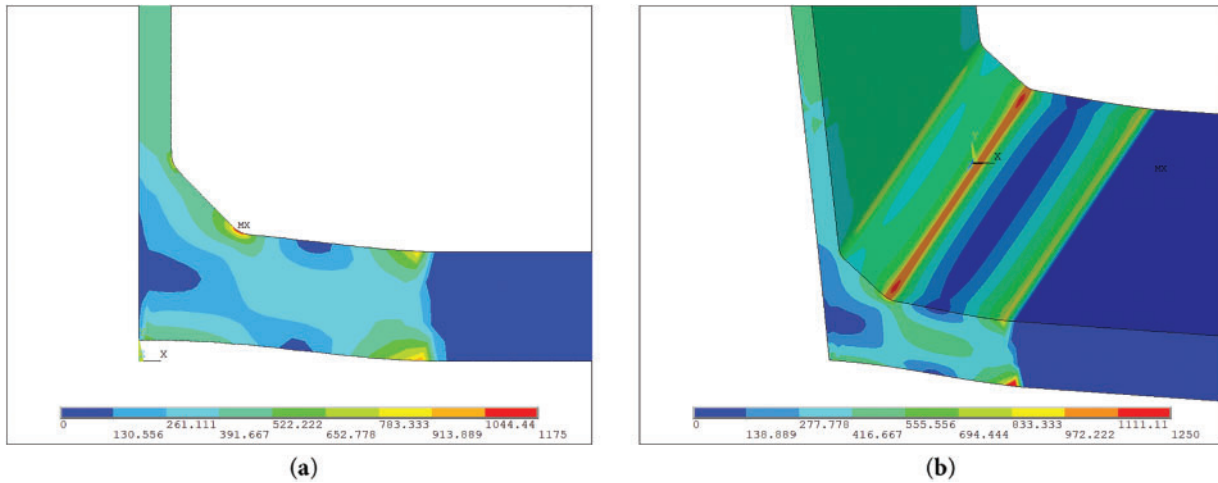 MX
X
0 261.111 522.222 783.333 1044.44
130.556 391.667 652.778 913.889 1175
(a)
Y
X
MX
0 277.778 555.556 833.333 1111.11
138.889 416.667 694.444 972.222 1250
(b)